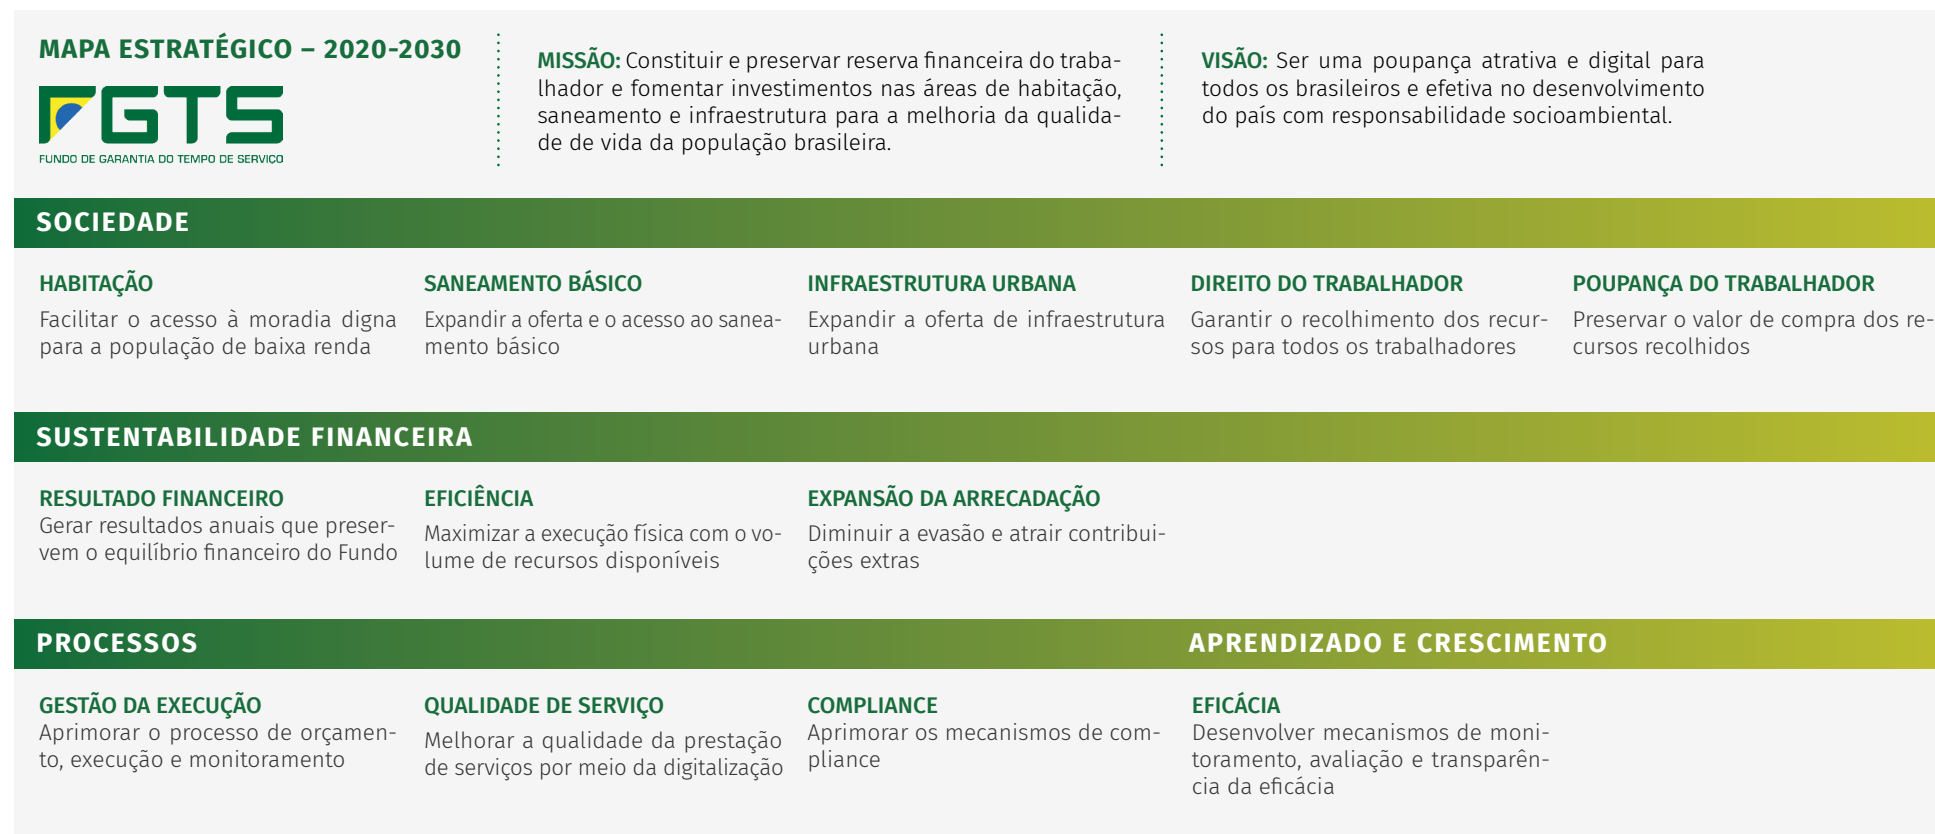 MAPA ESTRATÉGICO – 2020-2030
FGTS
FUNDO DE GARANTIA DO TEMPO DE SERVIÇO
MISSÃO: Constituir e preservar reserva financeira do traba-
lhador e fomentar investimentos nas áreas de habitação,
saneamento e infraestrutura para a melhoria da qualida-
de de vida da população brasileira.
VISÃO: Ser uma poupança atrativa e digital para
todos os brasileiros e efetiva no desenvolvimento
do país com responsabilidade socioambiental.
SOCIEDADE
HABITAÇÃO
Facilitar o acesso à moradia digna
para a população de baixa renda
SANEAMENTO BÁSICO
Expandir a oferta e o acesso ao sanea-
mento básico
INFRAESTRUTURA URBANA
Expandir a oferta de infraestrutura
urbana
DIREITO DO TRABALHADOR
Garantir o recolhimento dos recur-
sos para todos os trabalhadores
POUPANÇA DO TRABALHADOR
Preservar o valor de compra dos re-
cursos recolhidos
SUSTENTABILIDADE FINANCEIRA
RESULTADO FINANCEIRO
Gerar resultados anuais que preser-
vem o equilíbrio financeiro do Fundo
EFICIÊNCIA
Maximizar a execução física com o vo-
lume de recursos disponíveis
EXPANSÃO DA ARRECADAÇÃO
Diminuir a evasão e atrair contribui-
ções extras
PROCESSOS
GESTÃO DA EXECUÇÃO
Aprimorar o processo de orçamen-
to, execução e monitoramento
QUALIDADE DE SERVIÇO
Melhorar a qualidade da prestação
de serviços por meio da digitalização
COMPLIANCE
Aprimorar os mecanismos de com-
pliance
APRENDIZADO E CRESCIMENTO
EFICÁCIA
Desenvolver mecanismos de moni-
toramento, avaliação e transparên-
cia da eficácia